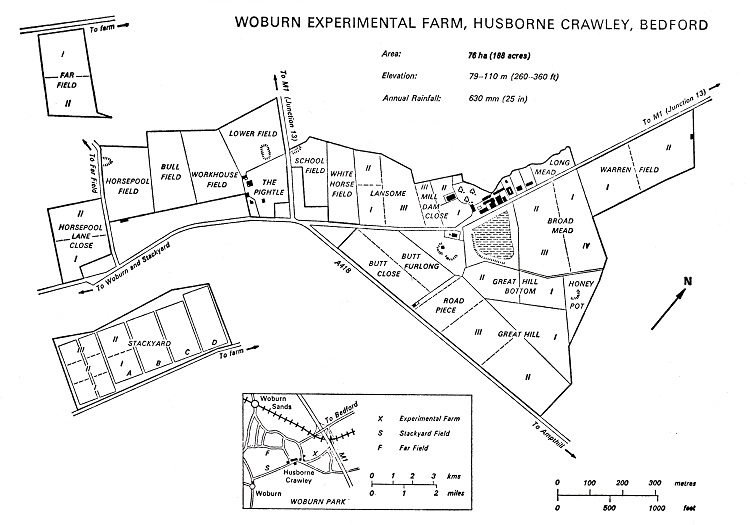 WOBURN EXPERIMENTAL FARM, HUSBORNE CRAWLEY, BEDFORD
Area: 76 ha (188 acres)
Elevation: 79–110 m (260–360 ft)
Annual Rainfall: 630 mm (25 in)
To farm
I
FAR
FIELD
II
To M1 (Junction 13)
To M1 (Junction 13)
To Far Field
LOWER FIELD
HORSEPOOL
FIELD
BULL
FIELD
WORKHOUSE
FIELD
THE
PIGHTLE
SCHOOL
FIELD
WHITE
HORSE
FIELD
II
LANSOME
I
III
III
II
MILL
DAM
CLOSE
I
LONG
MEAD
I
WARREN FIELD
II
I
II
BROAD
MEAD
III
IV
II
HORSEPOOL
LANE
CLOSE
I
To Woburn and Stackyard
A418
BUTT
CLOSE
BUTT
FURLONG
II
GREAT HILL
BOTTOM
I
HONEY
POT
ROAD
PIECE
III
GREAT HILL
I
II
To Ampthill
N
STACKYARD
III
II
II
I
I
A
B
C
D
To farm
Woburn
Sands
To Bedford
M1
F
X
S
Husborne
Crawley
Woburn
WOBURN PARK
X Experimental Farm
S Stackyard Field
F Far Field
0 1 2 3 kms
0 1 2 miles
0 100 200 300 metres
0 500 1000 feet